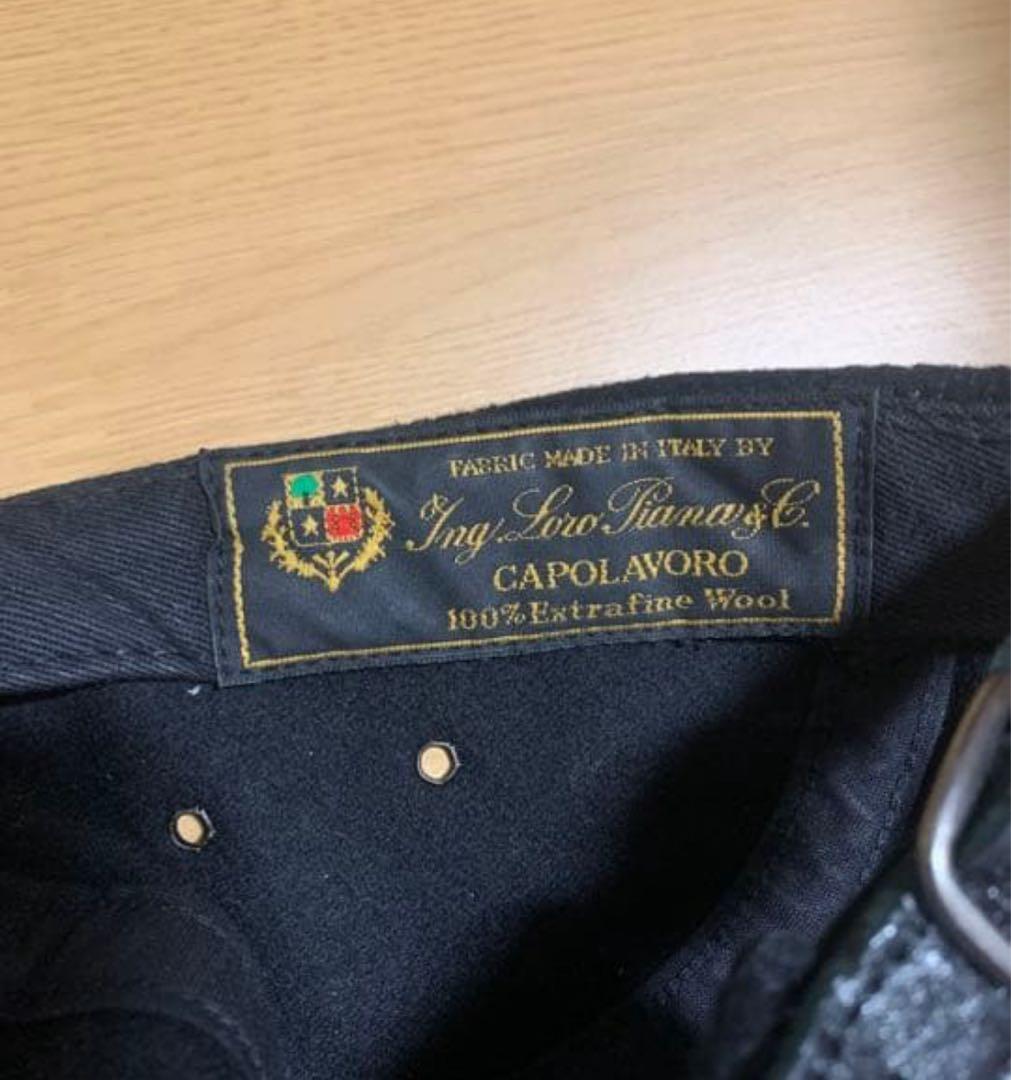 FABRIC MADE IN ITALY BY
Ing. Loro Piana & C.
CAPOLAVORO
100% Extrafine Wool